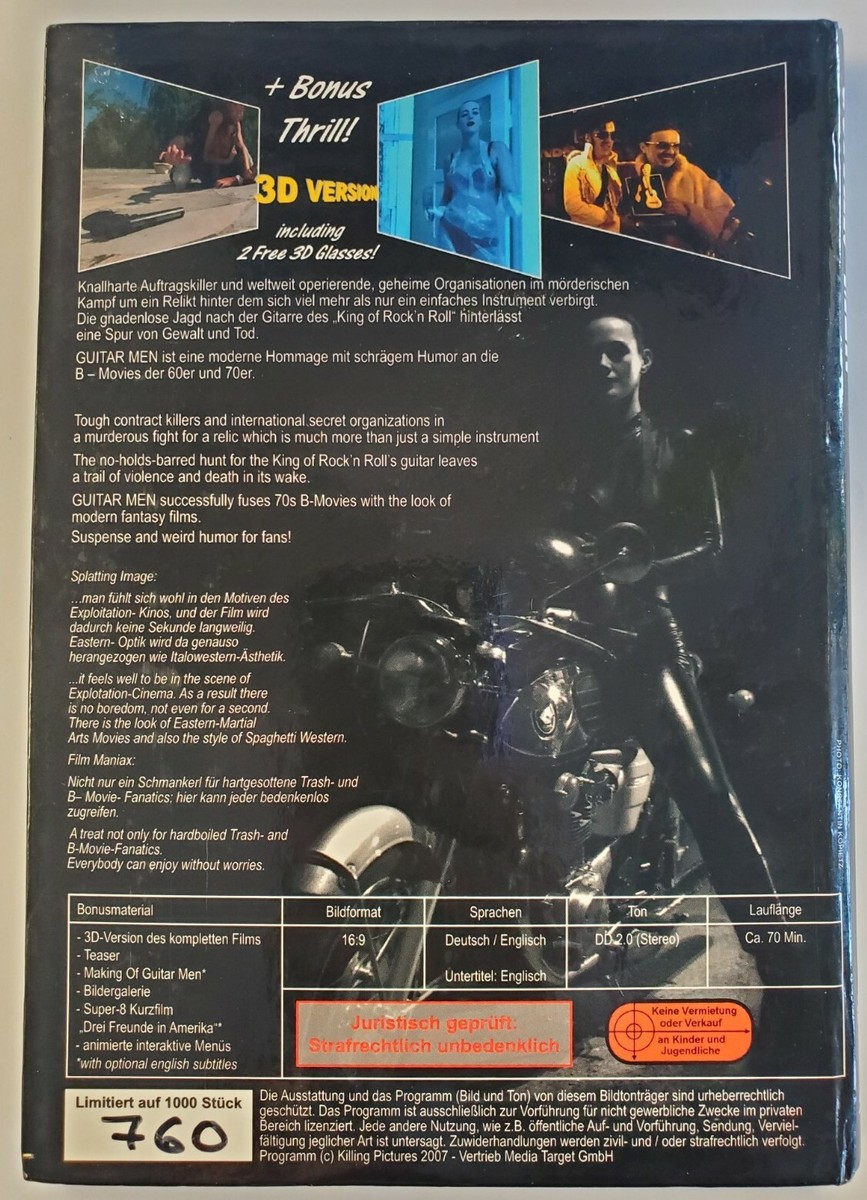 + Bonus
Thrill!
3D VERSION
including
2 Free 3D Glasses!
Knallharte Auftragskiller und weltweit operierende, geheime Organisationen im mörderischen
Kampf um ein Relikt hinter dem sich viel mehr als nur ein einfaches Instrument verbirgt.
Die gnadenlose Jagd nach der Gitarre des „King of Rock'n Roll" hinterlässt
eine Spur von Gewalt und Tod.
GUITAR MEN ist eine moderne Hommage mit schrägem Humor an die
B – Movies der 60er und 70er.
Tough contract killers and international secret organizations in
a murderous fight for a relic which is much more than just a simple instrument
The no-holds-barred hunt for the King of Rock'n Roll's guitar leaves
a trail of violence and death in its wake.
GUITAR MEN successfully fuses 70s B-Movies with the look of
modern fantasy films.
Suspense and weird humor for fans!
Splatting Image:
...man fühlt sich wohl in den Motiven des
Exploitation- Kinos, und der Film wird
dadurch keine Sekunde langweilig.
Eastern- Optik wird da genauso
herangezogen wie Italowestern-Ästhetik.
...it feels well to be in the scene of
Explotation-Cinema. As a result there
is no boredom, not even for a second.
There is the look of Eastern-Martial
Arts Movies and also the style of Spaghetti Western.
Film Maniax:
Nicht nur ein Schmankerl für hartgesottene Trash- und
B– Movie- Fanatics; hier kann jeder bedenkenlos
zugreifen.
A treat not only for hardboiled Trash- and
B-Movie-Fanatics.
Everybody can enjoy without worries.
PHOTO: KONSTANTIN KOPIETZ
Bonusmaterial
- 3D-Version des kompletten Films
- Teaser
- Making Of Guitar Men*
- Bildergalerie
- Super-8 Kurzfilm
„Drei Freunde in Amerika"*
- animierte interaktive Menüs
*with optional english subtitles
Bildformat
16:9
Sprachen
Deutsch / Englisch
Untertitel: Englisch
Ton
DD 2.0 (Stereo)
Lauflänge
Ca. 70 Min.
Juristisch geprüft:
Strafrechtlich unbedenklich
Keine Vermietung
oder Verkauf
an Kinder und
Jugendliche
Limitiert auf 1000 Stück
760
Die Ausstattung und das Programm (Bild und Ton) von diesem Bildtonträger sind urheberrechtlich
geschützt. Das Programm ist ausschließlich zur Vorführung für nicht gewerbliche Zwecke im privaten
Bereich lizenziert. Jede andere Nutzung, wie z.B. öffentliche Auf- und Vorführung, Sendung, Verviel-
fältigung jeglicher Art ist untersagt. Zuwiderhandlungen werden zivil- und / oder strafrechtlich verfolgt.
Programm (c) Killing Pictures 2007 - Vertrieb Media Target GmbH